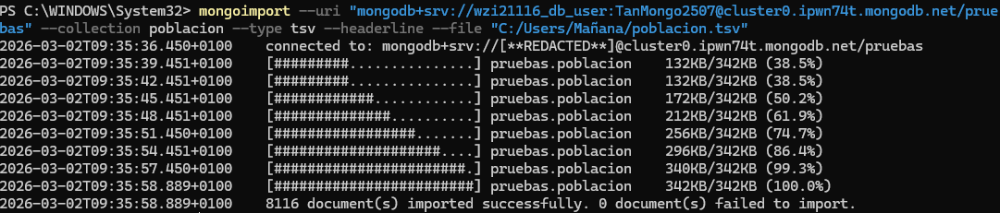 PS C:\WINDOWS\System32> mongoimport --uri "mongodb+srv://wzi21116_db_user:TanMongo2507@cluster0.ipwn74t.mongodb.net/prue
bas" --collection poblacion --type tsv --headerline --file "C:/Users/Mañana/poblacion.tsv"
2026-03-02T09:35:36.450+0100    connected to: mongodb+srv://[**REDACTED**]@cluster0.ipwn74t.mongodb.net/pruebas
2026-03-02T09:35:39.451+0100    [#########...............] pruebas.poblacion    132KB/342KB (38.5%)
2026-03-02T09:35:42.451+0100    [#########...............] pruebas.poblacion    132KB/342KB (38.5%)
2026-03-02T09:35:45.451+0100    [############............] pruebas.poblacion    172KB/342KB (50.2%)
2026-03-02T09:35:48.451+0100    [##############..........] pruebas.poblacion    212KB/342KB (61.9%)
2026-03-02T09:35:51.450+0100    [#################.......] pruebas.poblacion    256KB/342KB (74.7%)
2026-03-02T09:35:54.451+0100    [####################....] pruebas.poblacion    296KB/342KB (86.4%)
2026-03-02T09:35:57.450+0100    [#######################.] pruebas.poblacion    340KB/342KB (99.3%)
2026-03-02T09:35:58.889+0100    [########################] pruebas.poblacion    342KB/342KB (100.0%)
2026-03-02T09:35:58.889+0100    8116 document(s) imported successfully. 0 document(s) failed to import.